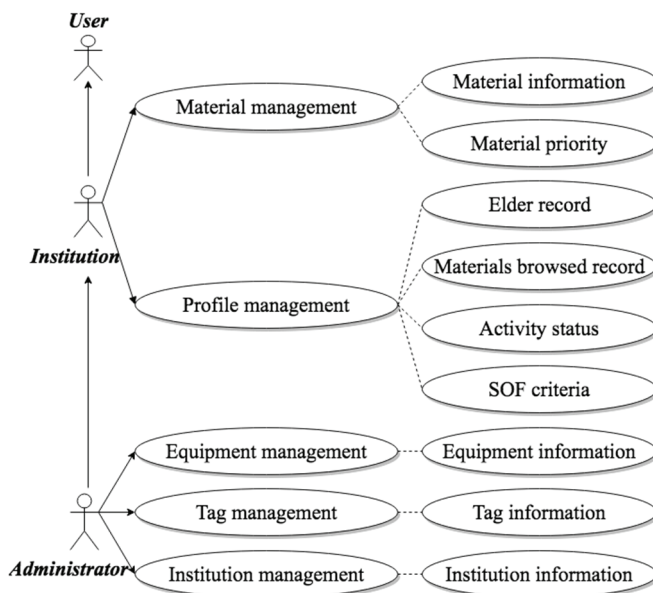 User
Material management
Material information
Material priority
Institution
Profile management
Elder record
Materials browsed record
Activity status
SOF criteria
Administrator
Equipment management
Equipment information
Tag management
Tag information
Institution management
Institution information